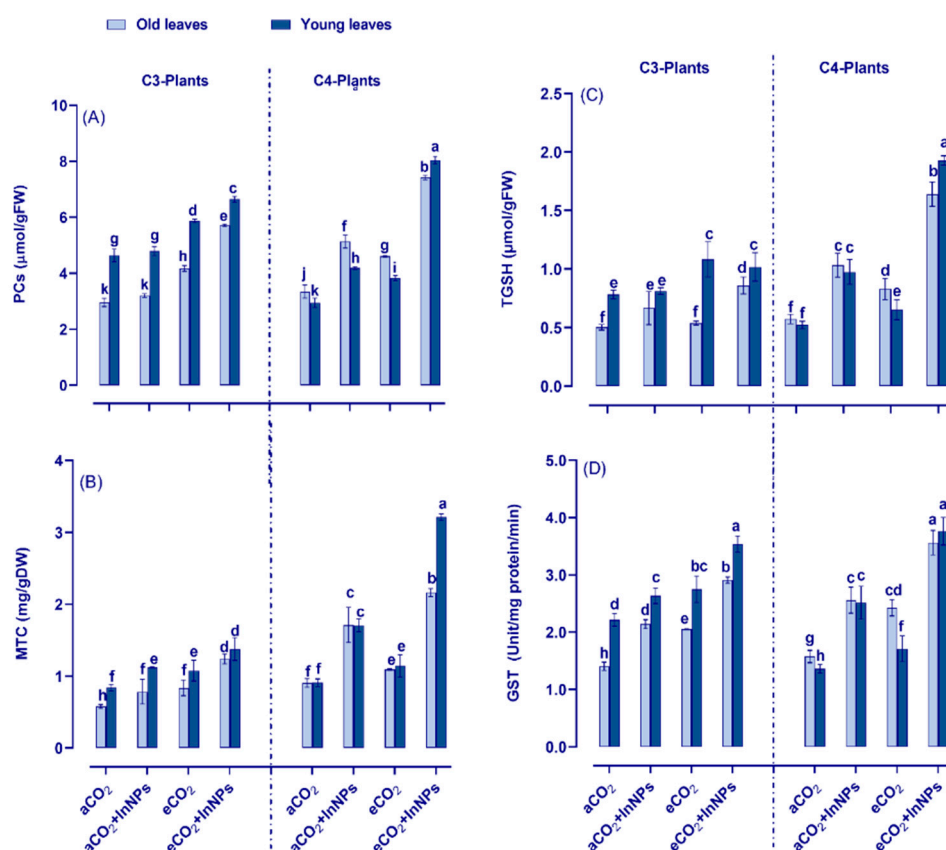 Old leaves Young leaves
C3-Plants C4-Plants
a
(A)
10
8
6
4
2
0
PCs (μmol/gFW)
k g k g h d e c j k f h g i b a
C3-Plants C4-Plants
(C)
2.5
2.0
1.5
1.0
0.5
0.0
TGSH (μmol/gFW)
f e e e f c d c f f c c d e b a
(B)
4
3
2
1
0
MTC (mg/gDW)
h f f e f e d d f f c c e e b a
aCO2 aCO2+InNPs eCO2 eCO2+InNPs aCO2 aCO2+InNPs eCO2 eCO2+InNPs
(D)
4.0
3.0
2.0
1.0
0.0
GST (Unit/mg protein/min)
h d d c e bc b a g h c c cd f a a
aCO2 aCO2+InNPs eCO2 eCO2+InNPs aCO2 aCO2+InNPs eCO2 eCO2+InNPs